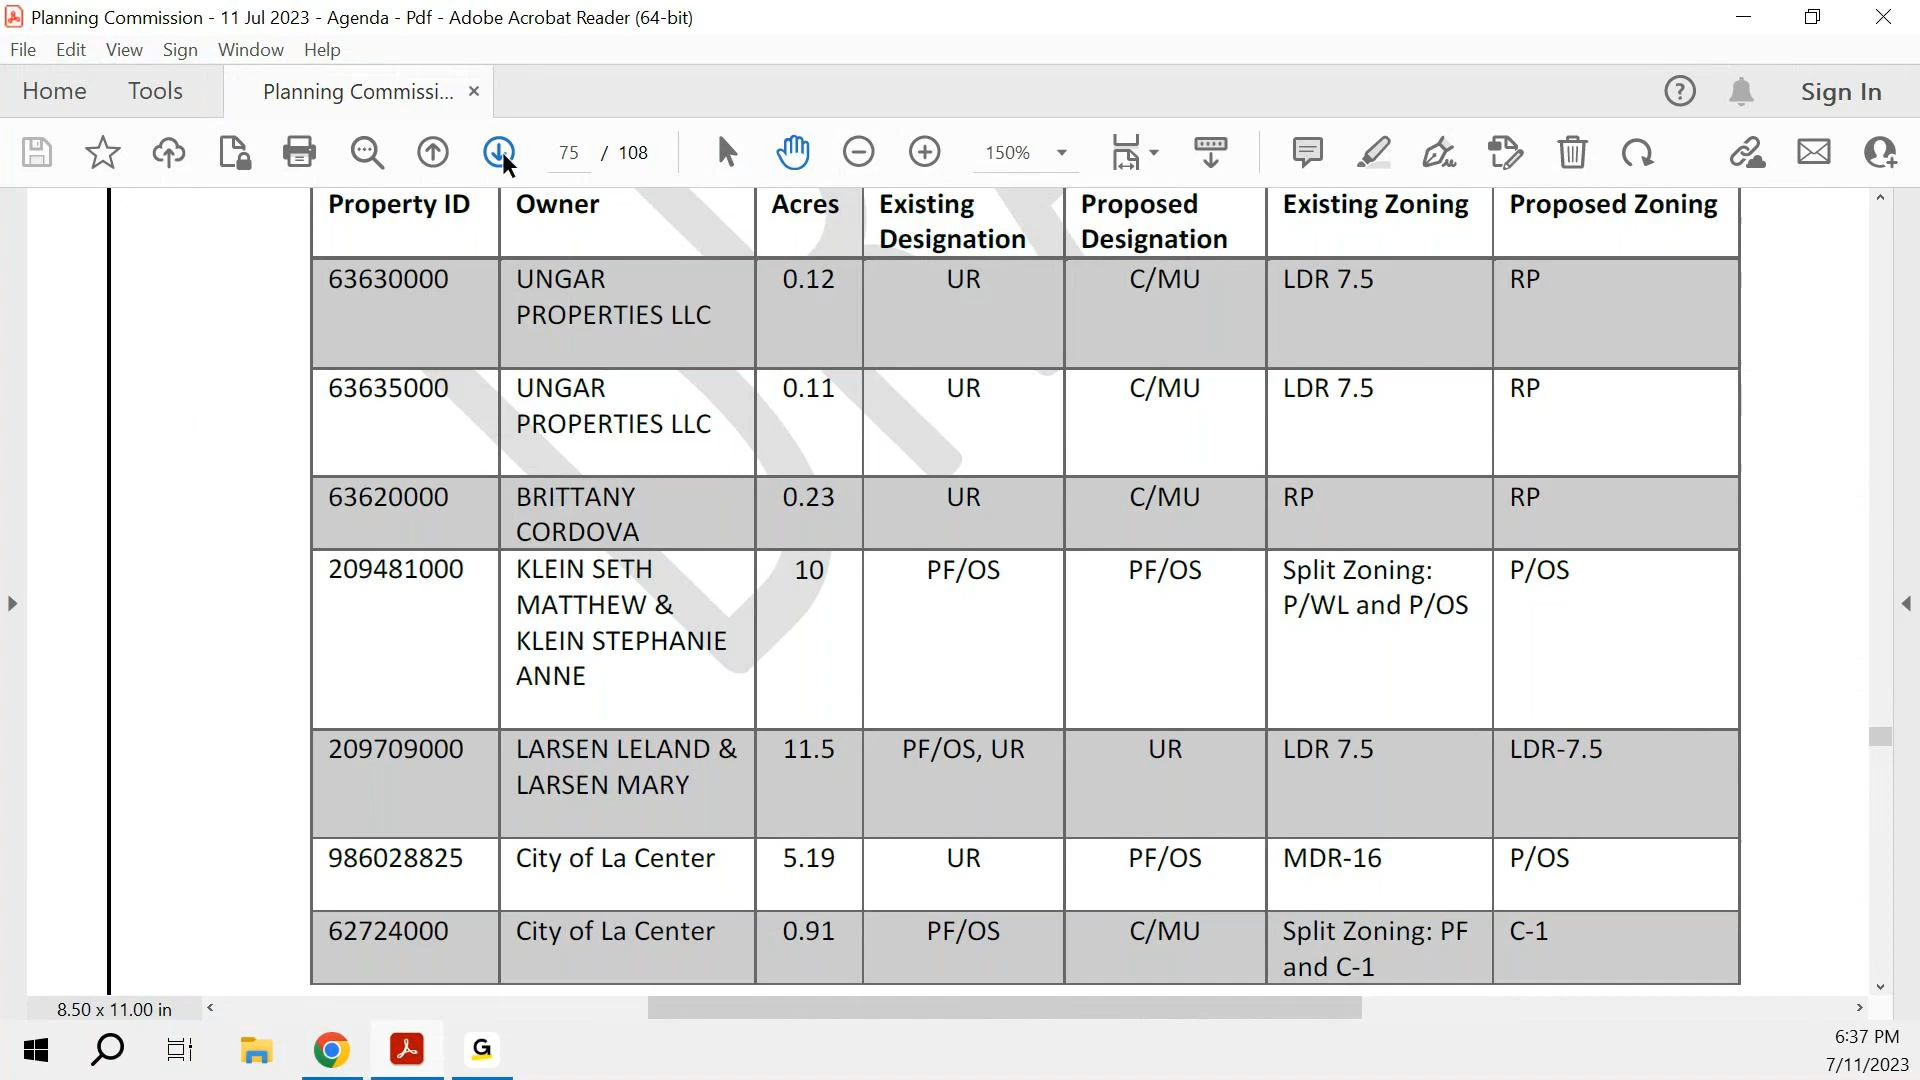 Planning Commission - 11 Jul 2023 - Agenda - Pdf - Adobe Acrobat Reader (64-bit)
File Edit View Sign Window Help
Home Tools Planning Commissi... × Sign In
75 / 108 150%
Property ID Owner Acres Existing Designation Proposed Designation Existing Zoning Proposed Zoning
63630000 UNGAR PROPERTIES LLC 0.12 UR C/MU LDR 7.5 RP
63635000 UNGAR PROPERTIES LLC 0.11 UR C/MU LDR 7.5 RP
63620000 BRITTANY CORDOVA 0.23 UR C/MU RP RP
209481000 KLEIN SETH MATTHEW & KLEIN STEPHANIE ANNE 10 PF/OS PF/OS Split Zoning: P/WL and P/OS P/OS
209709000 LARSEN LELAND & LARSEN MARY 11.5 PF/OS, UR UR LDR 7.5 LDR-7.5
986028825 City of La Center 5.19 UR PF/OS MDR-16 P/OS
62724000 City of La Center 0.91 PF/OS C/MU Split Zoning: PF and C-1 C-1
8.50 x 11.00 in
G
6:37 PM
7/11/2023